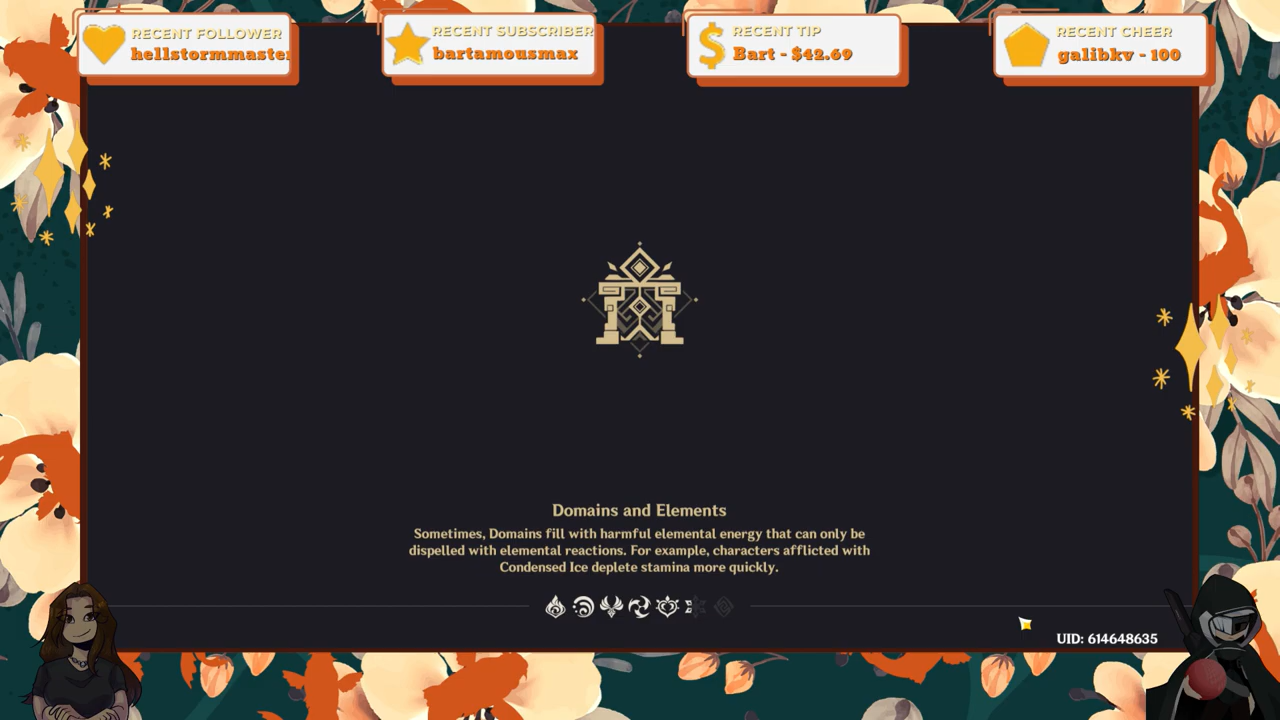 RECENT FOLLOWER
hellstormmaster
RECENT SUBSCRIBER
bartamousmax
RECENT TIP
Bart - $42.69
RECENT CHEER
galibkv - 100
Domains and Elements
Sometimes, Domains fill with harmful elemental energy that can only be
dispelled with elemental reactions. For example, characters afflicted with
Condensed Ice deplete stamina more quickly.
UID: 614648635